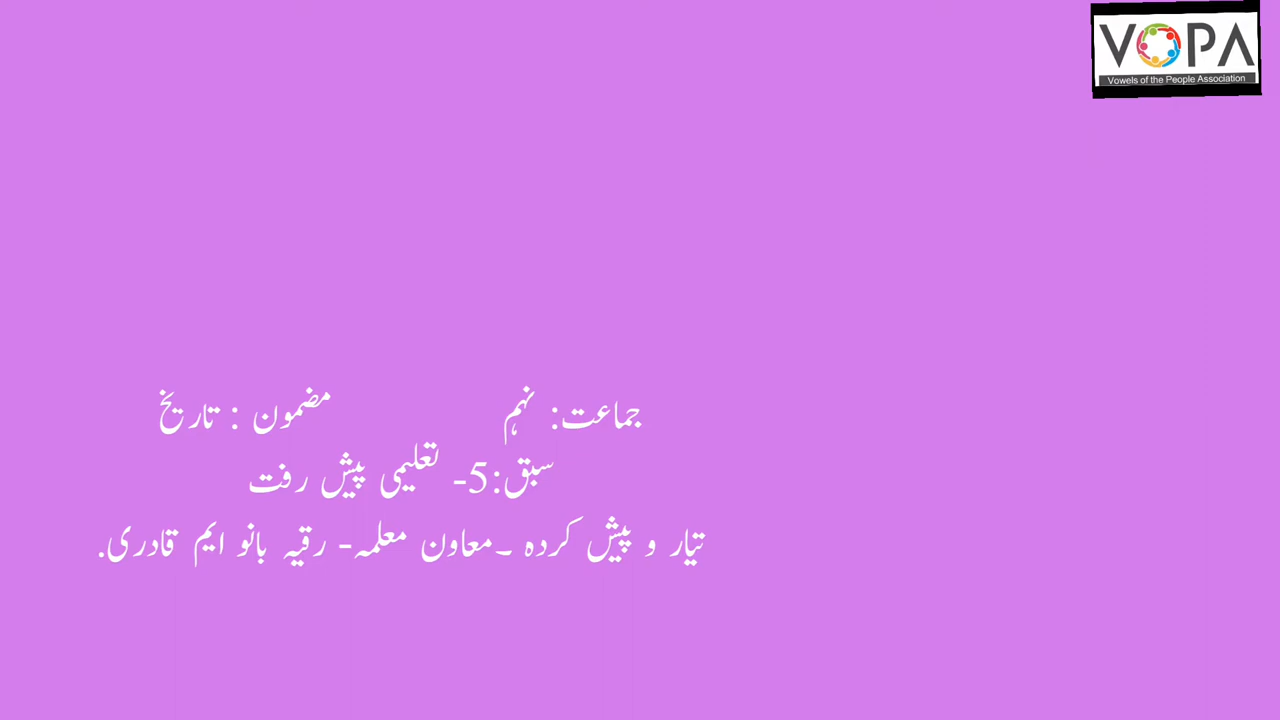 VOPA
Vowels of the People Association
جماعت: نہم مضمون : تاریخ
سبق:5- تعلیمی پیش رفت
تیار و پیش کردہ ۔معاون معلمہ- رقیہ بانو ایم قادری.